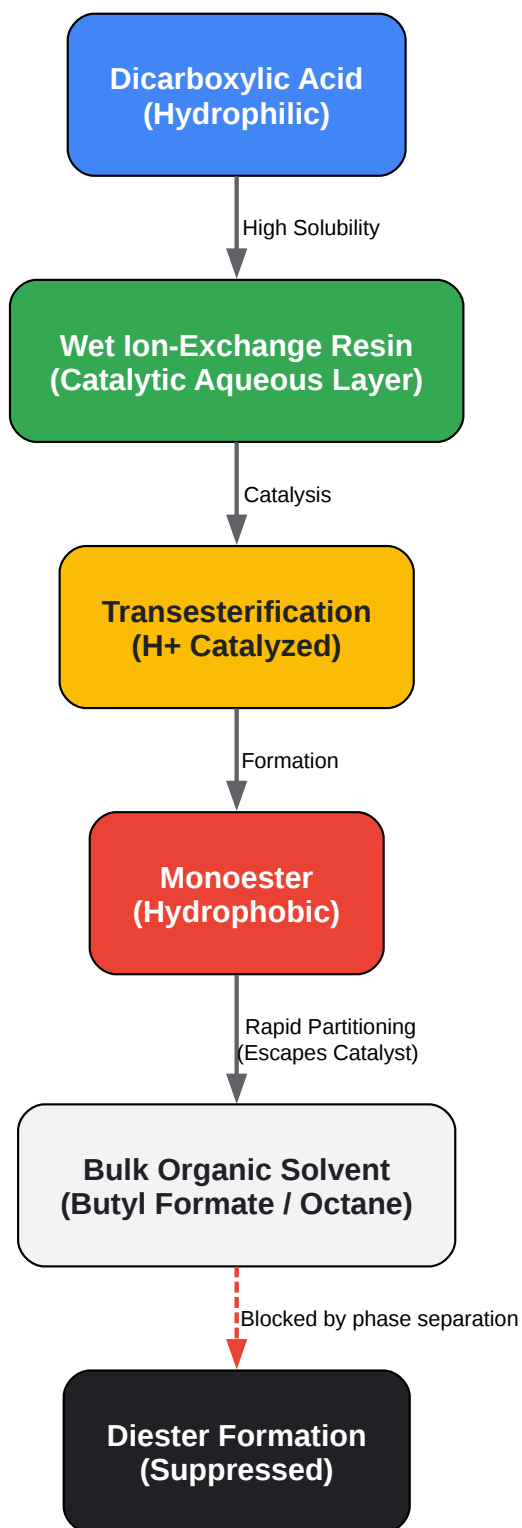 Dicarboxylic Acid
(Hydrophilic)
High Solubility
Wet Ion-Exchange Resin
(Catalytic Aqueous Layer)
Catalysis
Transesterification
(H+ Catalyzed)
Formation
Monoester
(Hydrophobic)
Rapid Partitioning
(Escapes Catalyst)
Bulk Organic Solvent
(Butyl Formate / Octane)
Blocked by phase separation
Diester Formation
(Suppressed)